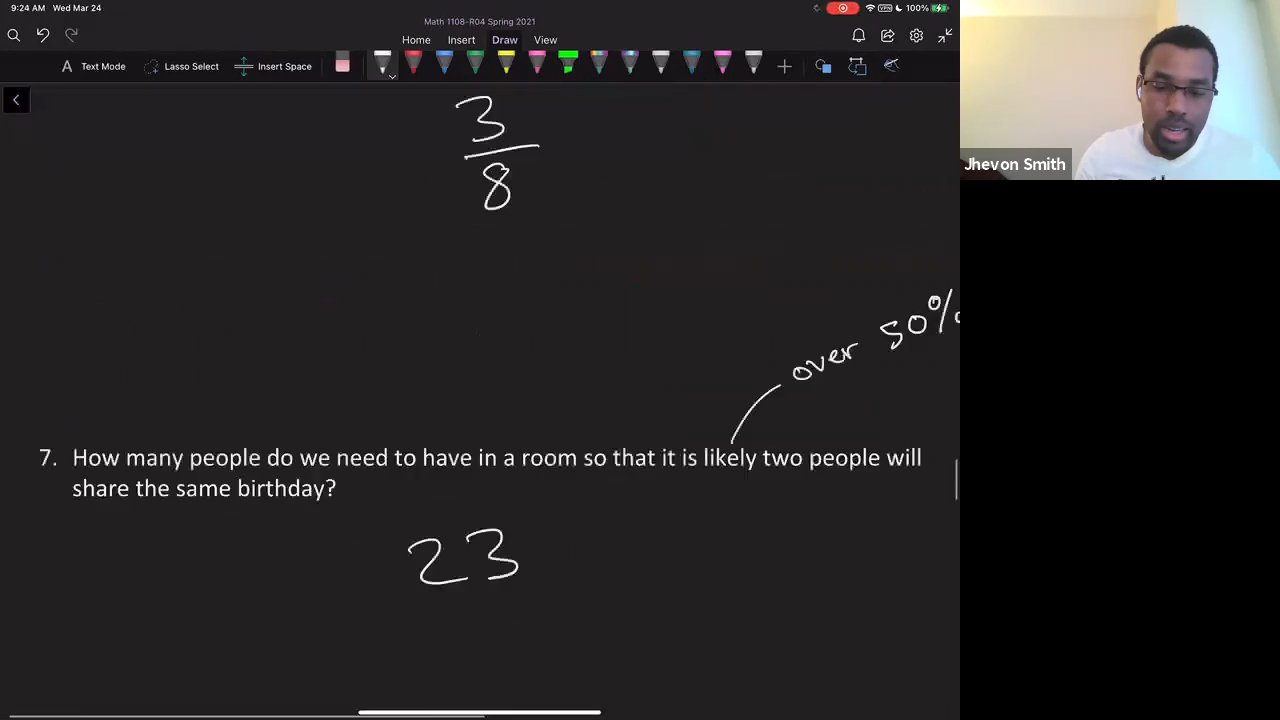 9:24 AM Wed Mar 24
100%
Math 1108-R04 Spring 2021
Home Insert Draw View
Text Mode Lasso Select Insert Space
3
8
Jhevon Smith
over 50%
7. How many people do we need to have in a room so that it is likely two people will
share the same birthday?
23